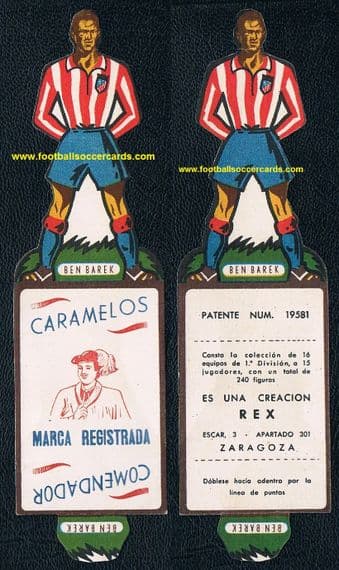 www.footballsoccercards.com
BEN BAREK
CARAMELOS
MARCA REGISTRADA
COMENDADOR
BEN BAREK
www.footballsoccercards.com
BEN BAREK
PATENTE NUM. 19581
Consta la colección de 16
equipos de 1.ª División, a 15
jugadores, con un total de
240 figuras
ES UNA CREACION
REX
ESCAR, 3 - APARTADO 301
ZARAGOZA
Dóblese hacia adentro por la
línea de puntos
BEN BAREK